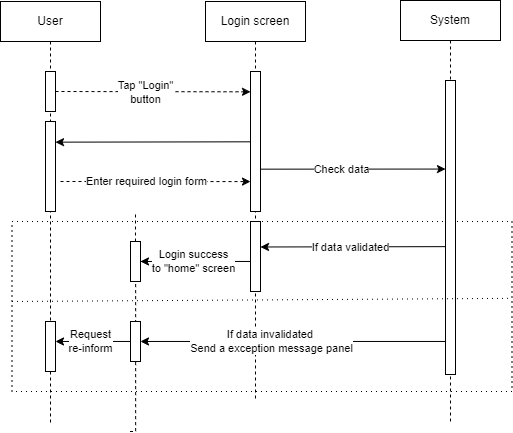 User
Login screen
System
Tap "Login"
button
Check data
Enter required login form
If data validated
Login success
to "home" screen
If data invalidated
Send a exception message panel
Request
re-inform